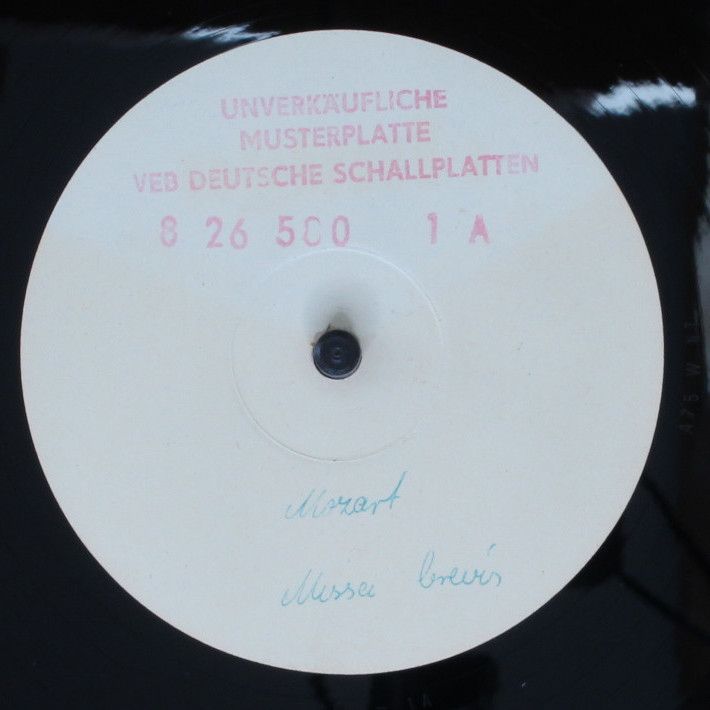 UNVERKÄUFLICHE
MUSTERPLATTE
VEB DEUTSCHE SCHALLPLATTEN
8 26 500 1 A
Mozart
Missa brevis